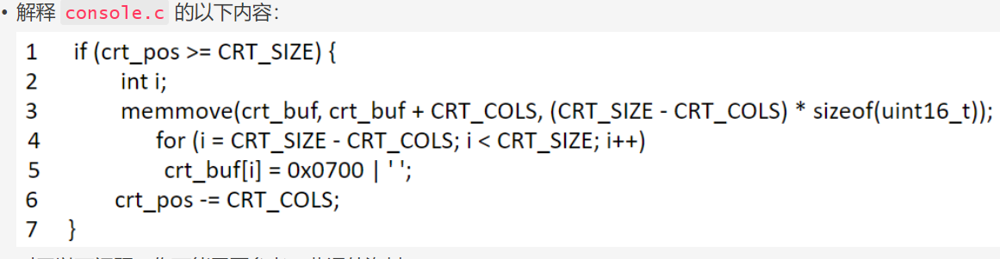 • 解释 console.c 的以下内容：
1 if (crt_pos >= CRT_SIZE) {
2 int i;
3 memmove(crt_buf, crt_buf + CRT_COLS, (CRT_SIZE - CRT_COLS) * sizeof(uint16_t));
4 for (i = CRT_SIZE - CRT_COLS; i < CRT_SIZE; i++)
5 crt_buf[i] = 0x0700 | ' ';
6 crt_pos -= CRT_COLS;
7 }